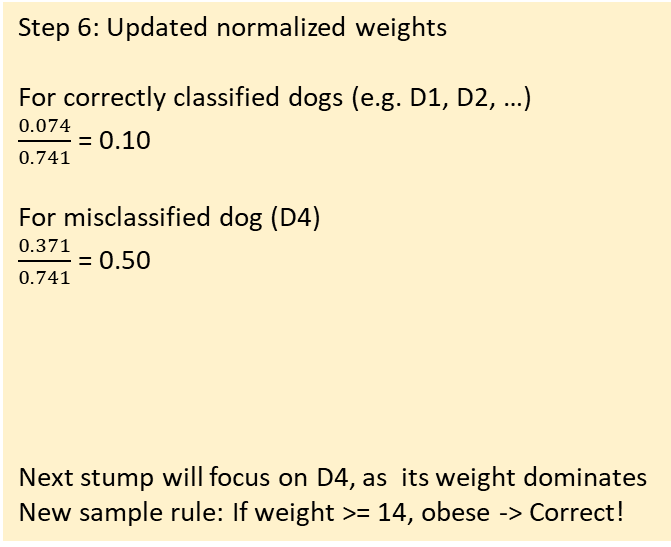 Step 6: Updated normalized weights
For correctly classified dogs (e.g. D1, D2, …)
0.074/0.741 = 0.10
For misclassified dog (D4)
0.371/0.741 = 0.50
Next stump will focus on D4, as its weight dominates
New sample rule: If weight >= 14, obese -> Correct!